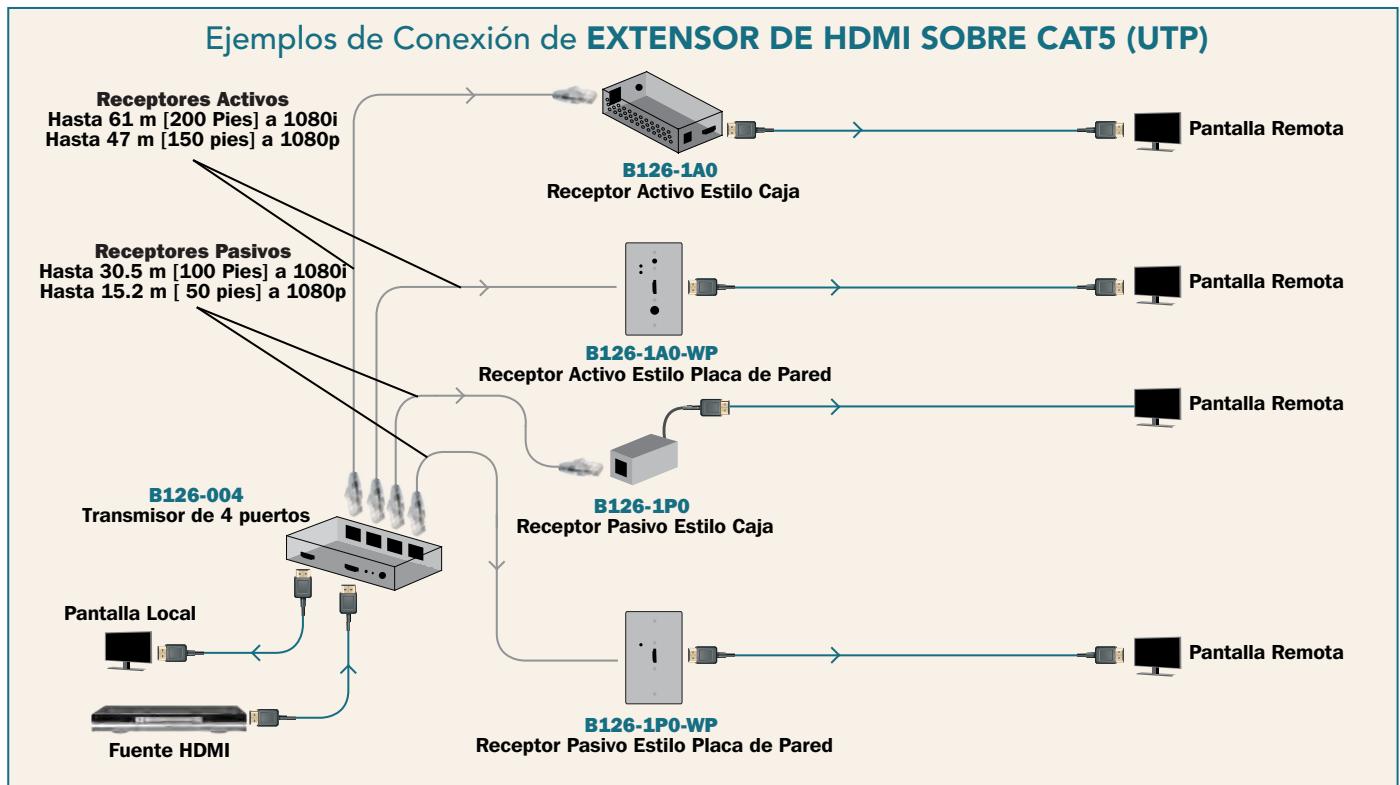 Ejemplos de Conexión de EXTENSOR DE HDMI SOBRE CAT5 (UTP)
Receptores Activos
Hasta 61 m [200 Pies] a 1080i
Hasta 47 m [150 pies] a 1080p
Pantalla Remota
B126-1A0
Receptor Activo Estilo Caja
Receptores Pasivos
Hasta 30.5 m [100 Pies] a 1080i
Hasta 15.2 m [ 50 pies] a 1080p
Pantalla Remota
B126-1A0-WP
Receptor Activo Estilo Placa de Pared
Pantalla Remota
B126-004
Transmisor de 4 puertos
B126-1P0
Receptor Pasivo Estilo Caja
Pantalla Local
Pantalla Remota
B126-1P0-WP
Receptor Pasivo Estilo Placa de Pared
Fuente HDMI